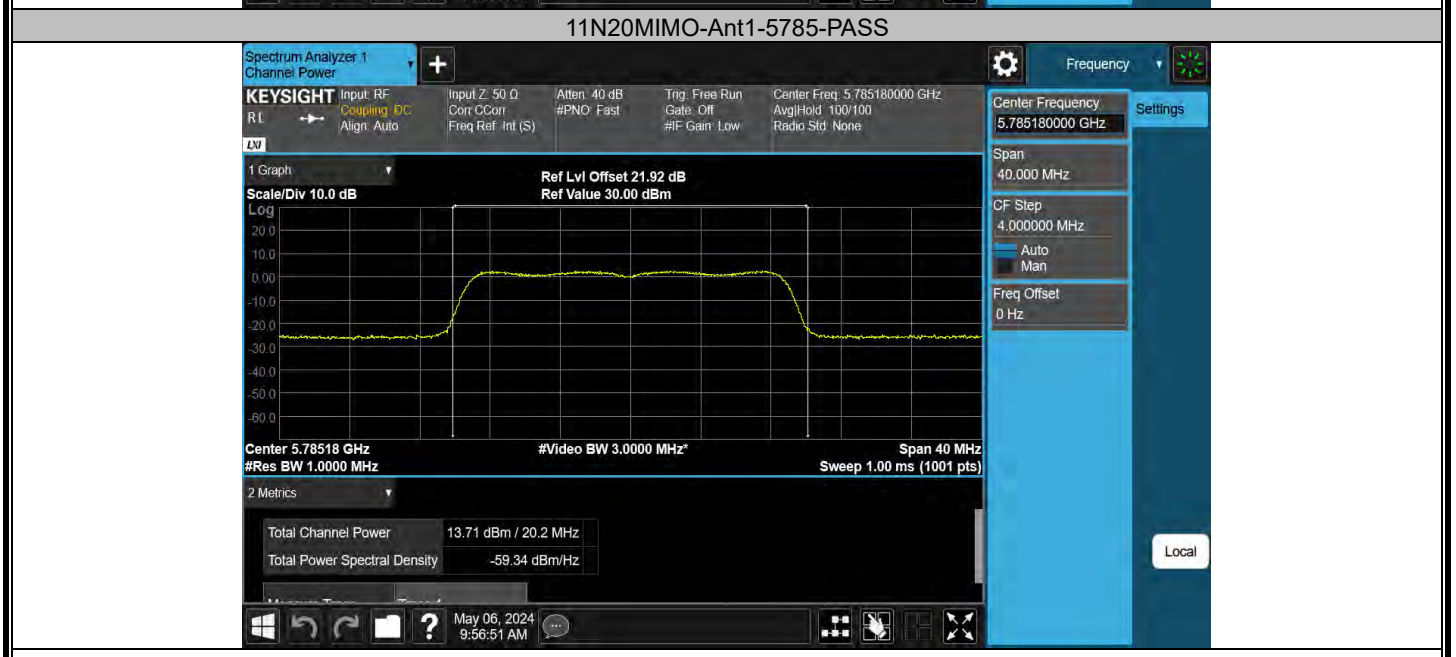 11N20MIMO-Ant1-5785-PASS
Spectrum Analyzer 1
Channel Power
Frequency
KEYSIGHT
RL
LXI
Input: RF
Coupling: DC
Align: Auto
Input Z: 50 Ω
Corr CCorr
Freq Ref: Int (S)
Atten: 40 dB
#PNO: Fast
Trig: Free Run
Gate: Off
#IF Gain: Low
Center Freq: 5.785180000 GHz
Avg|Hold: 100/100
Radio Std: None
Center Frequency
5.785180000 GHz
Settings
Span
40.000 MHz
CF Step
4.000000 MHz
Auto
Man
Freq Offset
0 Hz
1 Graph
Scale/Div 10.0 dB
Ref Lvl Offset 21.92 dB
Ref Value 30.00 dBm
Log
20.0
10.0
0.00
-10.0
-20.0
-30.0
-40.0
-50.0
-60.0
Center 5.78518 GHz
#Video BW 3.0000 MHz*
Span 40 MHz
#Res BW 1.0000 MHz
Sweep 1.00 ms (1001 pts)
2 Metrics
Total Channel Power 13.71 dBm / 20.2 MHz
Total Power Spectral Density -59.34 dBm/Hz
Local
?
May 06, 2024
9:56:51 AM